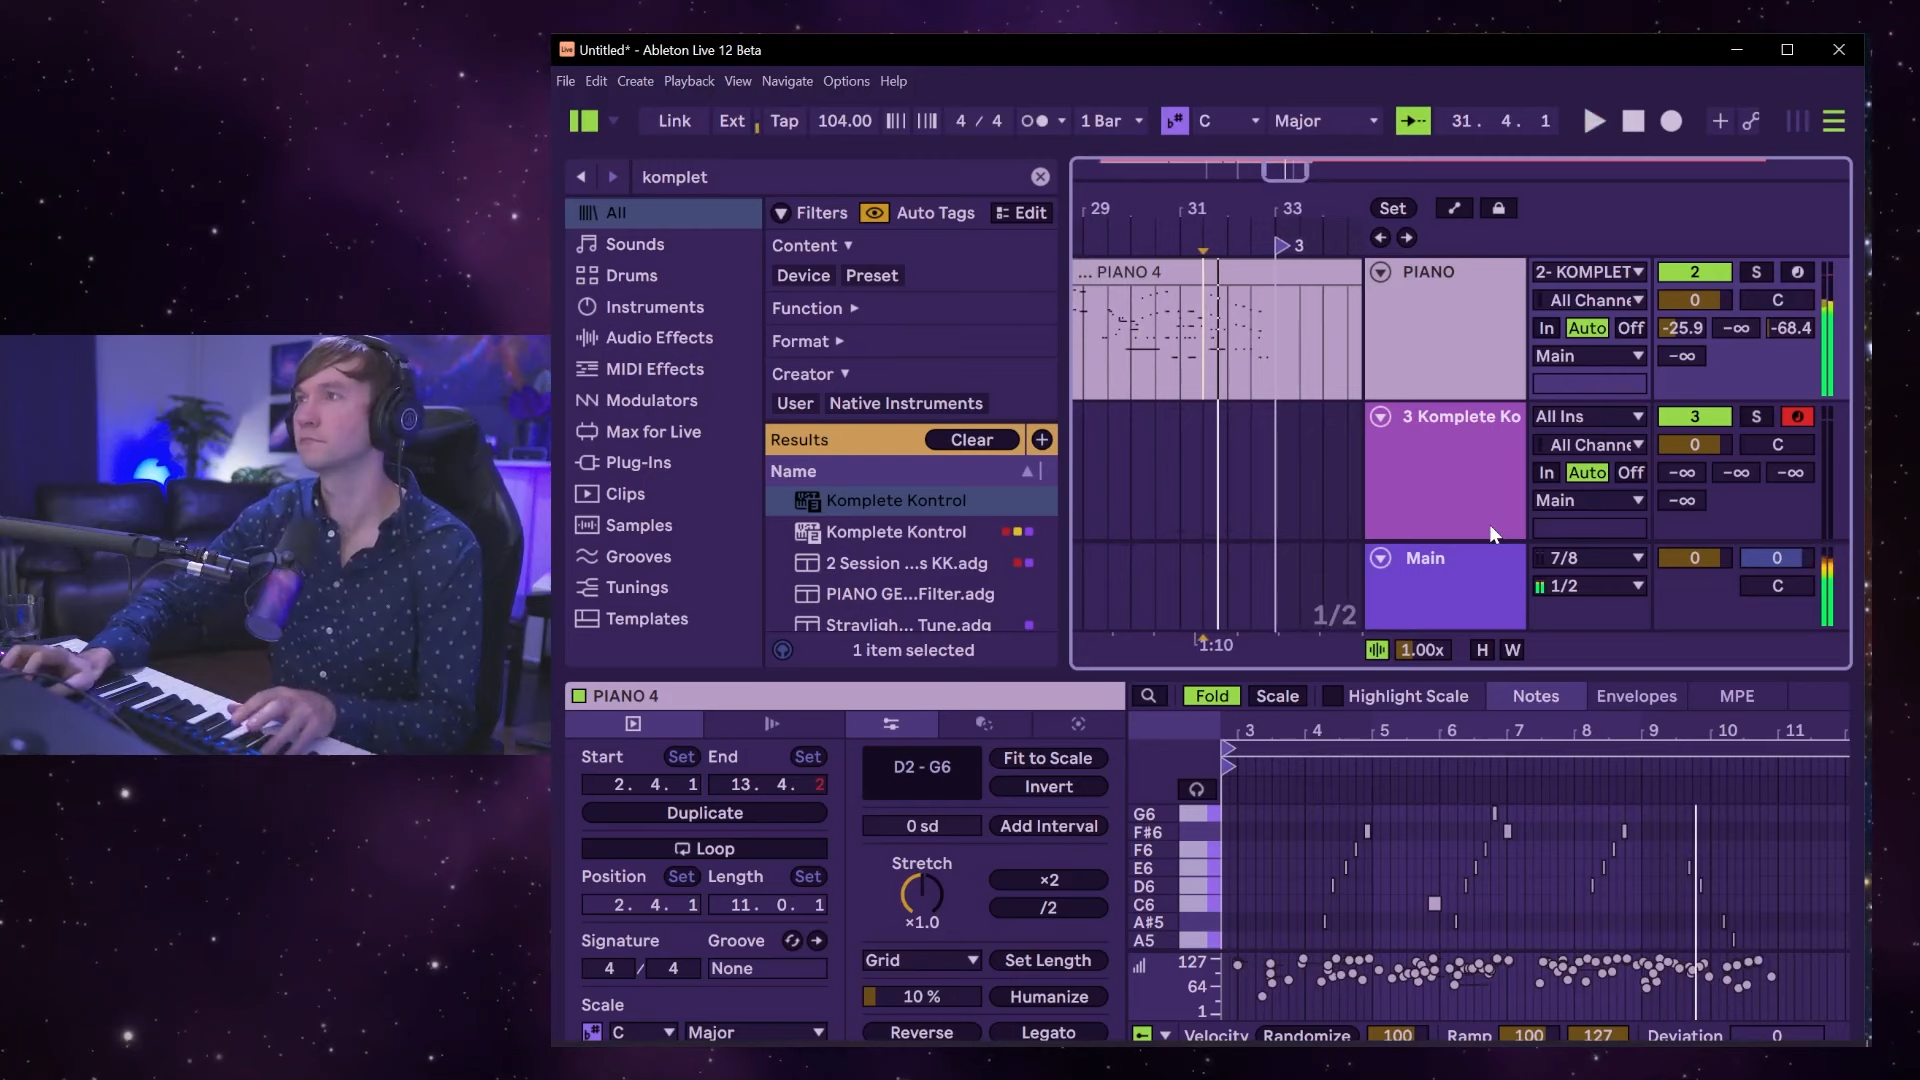 Untitled* - Ableton Live 12 Beta
File Edit Create Playback View Navigate Options Help
Link Ext Tap 104.00 4 / 4 1 Bar C Major 31. 4. 1
komplet
All
Sounds
Drums
Instruments
Audio Effects
MIDI Effects
Modulators
Max for Live
Plug-Ins
Clips
Samples
Grooves
Tunings
Templates
Filters Auto Tags Edit
Content
Device Preset
Function
Format
Creator
User Native Instruments
Results Clear
Name
Komplete Kontrol
Komplete Kontrol
2 Session ...s KK.adg
PIANO GE...Filter.adg
Strayligh... Tune.adg
1 item selected
29 31 33
3
... PIANO 4
1/2
1:10
Set
PIANO 2- KOMPLET 2 S
All Channe 0 C
In Auto Off -25.9 -∞ -68.4
Main -∞
3 Komplete Ko All Ins 3 S
All Channe 0 C
In Auto Off -∞ -∞ -∞
Main -∞
Main 7/8 0 0
1/2 C
1.00x H W
PIANO 4
Start Set End Set
2. 4. 1 13. 4. 2
Duplicate
Loop
Position Set Length Set
2. 4. 1 11. 0. 1
Signature Groove
4 / 4 None
Scale
C Major
D2 - G6 Fit to Scale
Invert
0 sd Add Interval
Stretch
×2
/2
×1.0
Grid Set Length
10 % Humanize
Reverse Legato
Fold Scale Highlight Scale Notes Envelopes MPE
3 4 5 6 7 8 9 10 11
G6
F#6
F6
E6
D6
C6
A#5
A5
127
64
1
Velocity Randomize 100 Ramp 100 127 Deviation 0